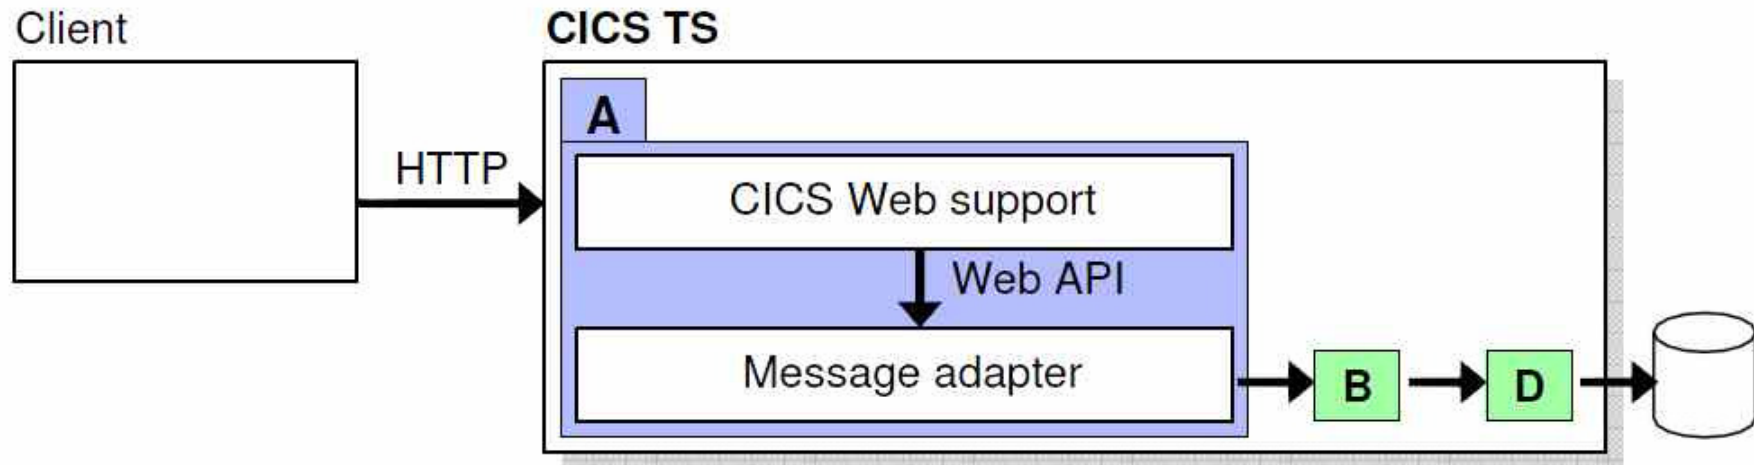 Client
CICS TS
A
HTTP
CICS Web support
Web API
Message adapter
B
D